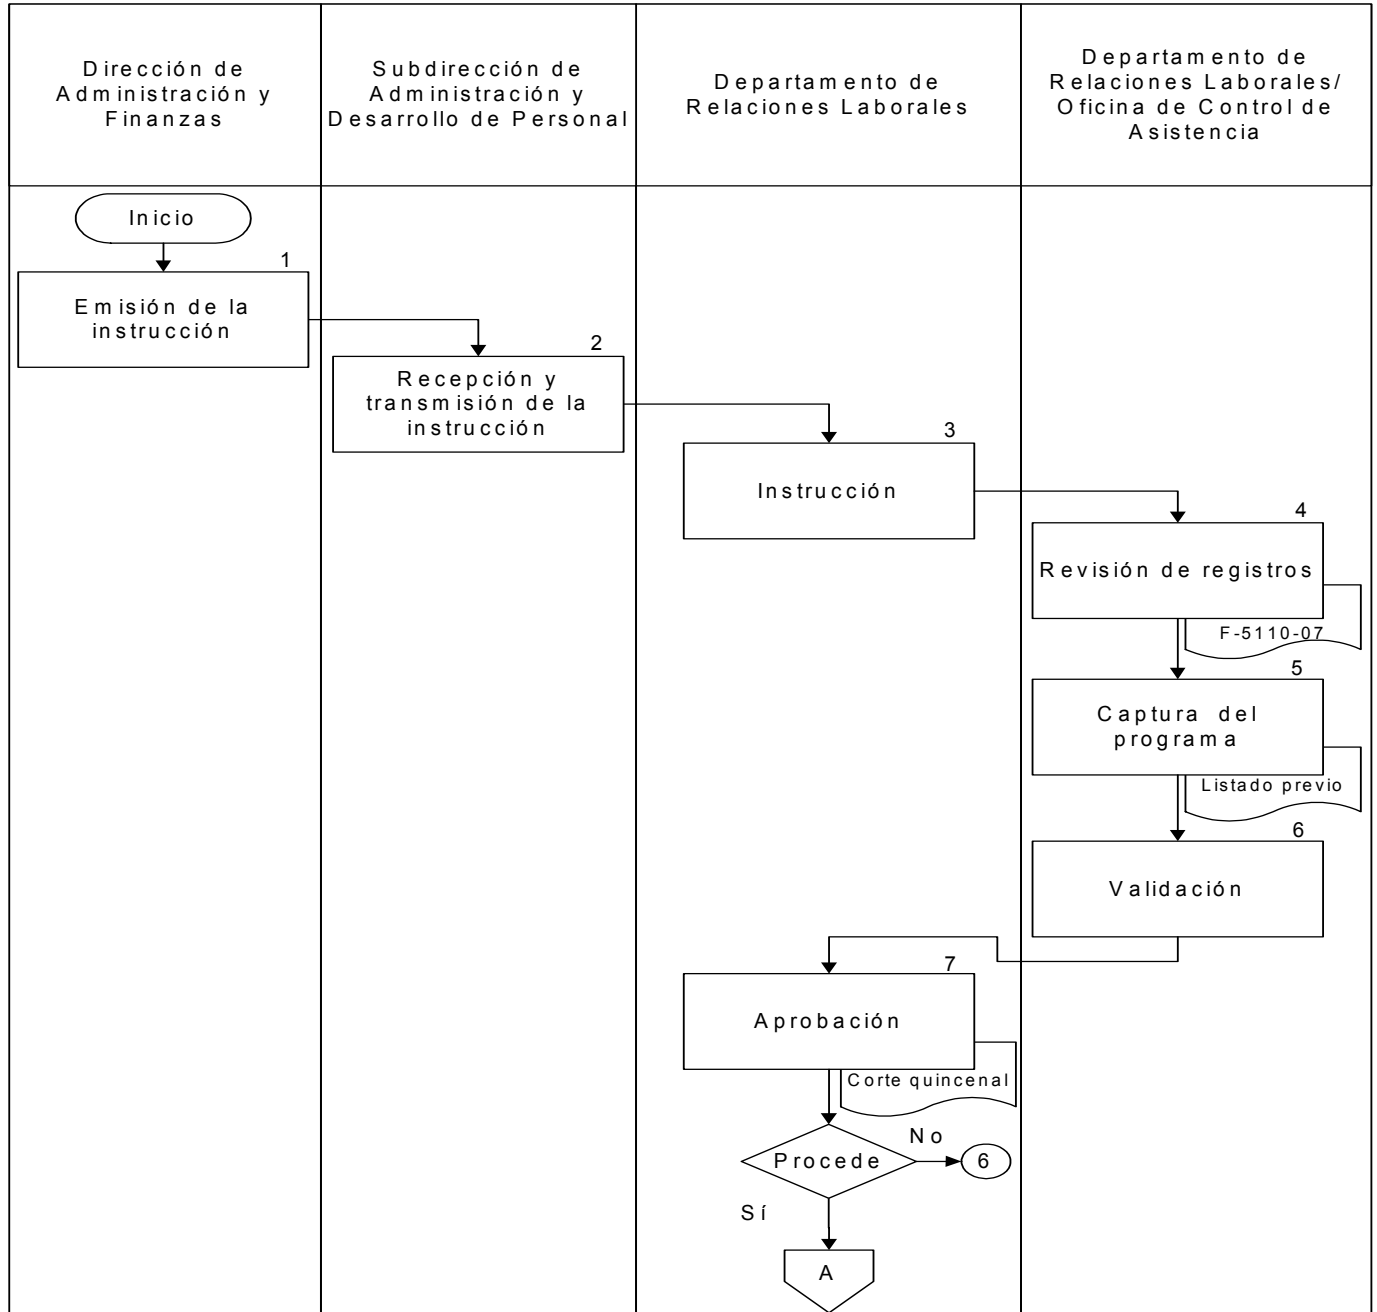 Dirección de
Administración y
Finanzas
Subdirección de
Administración y
Desarrollo de Personal
Departamento de
Relaciones Laborales
Departamento de
Relaciones Laborales/
Oficina de Control de
Asistencia
Inicio
1
Emisión de la
instrucción
2
Recepción y
transmisión de la
instrucción
3
Instrucción
4
Revisión de registros
F-5110-07
5
Captura del
programa
Listado previo
6
Validación
7
Aprobación
Corte quincenal
Procede
No
6
Sí
A